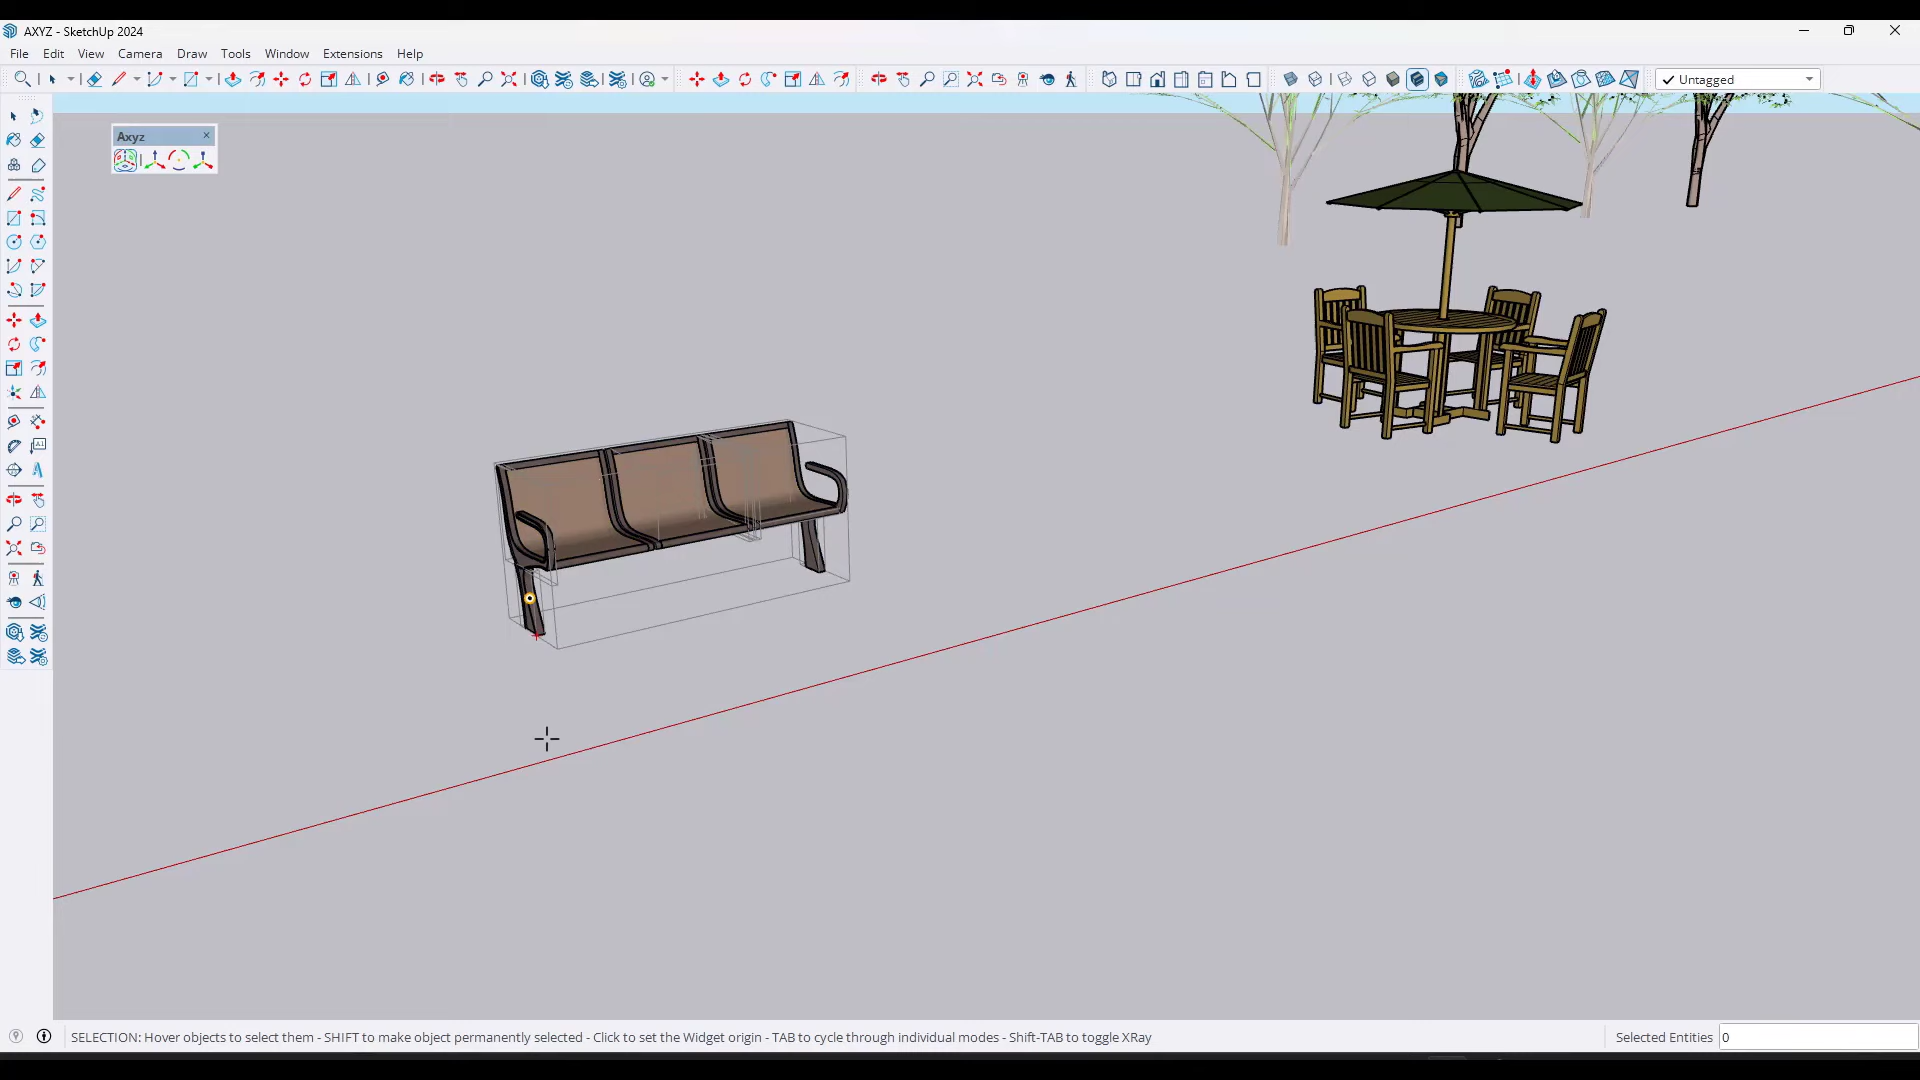 AXYZ - SketchUp 2024
File Edit View Camera Draw Tools Window Extensions Help
Untagged
Axyz
SELECTION: Hover objects to select them - SHIFT to make object permanently selected - Click to set the Widget origin - TAB to cycle through individual modes - Shift-TAB to toggle XRay
Selected Entities 0